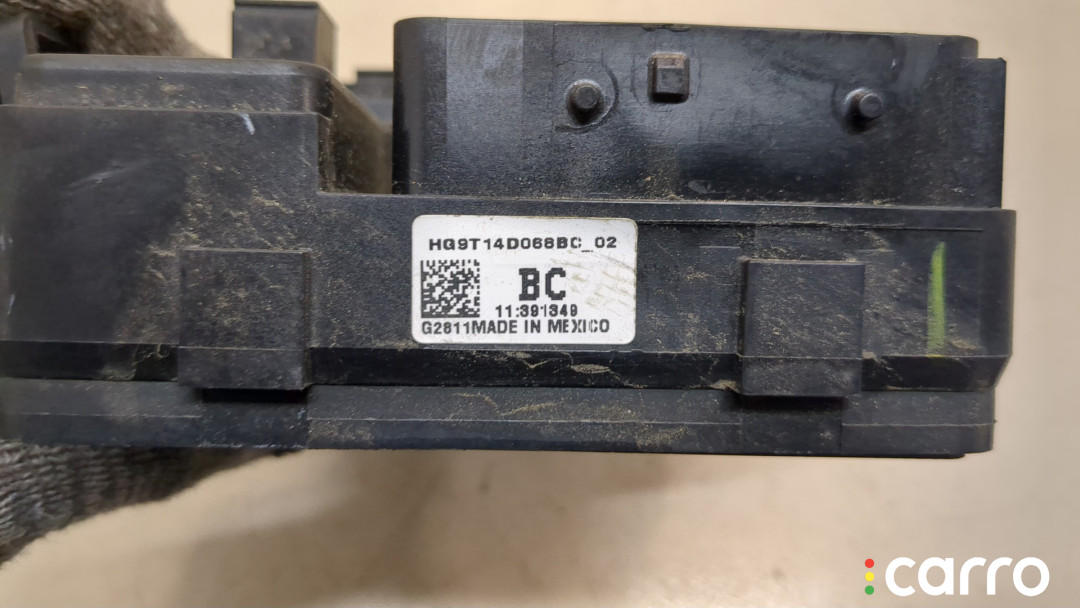 HG9T14D068BC_02
BC
11:391349
G2811MADE IN MEXICO
carro